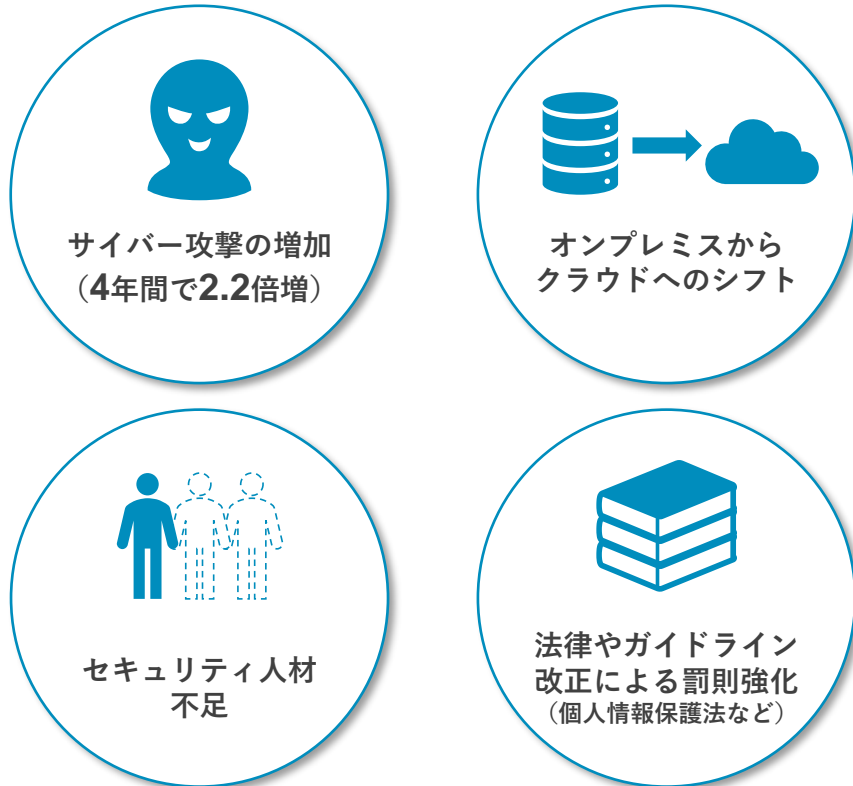 サイバー攻撃の増加
（4年間で2.2倍増）
オンプレミスから
クラウドへのシフト
セキュリティ人材
不足
法律やガイドライン
改正による罰則強化
（個人情報保護法など）